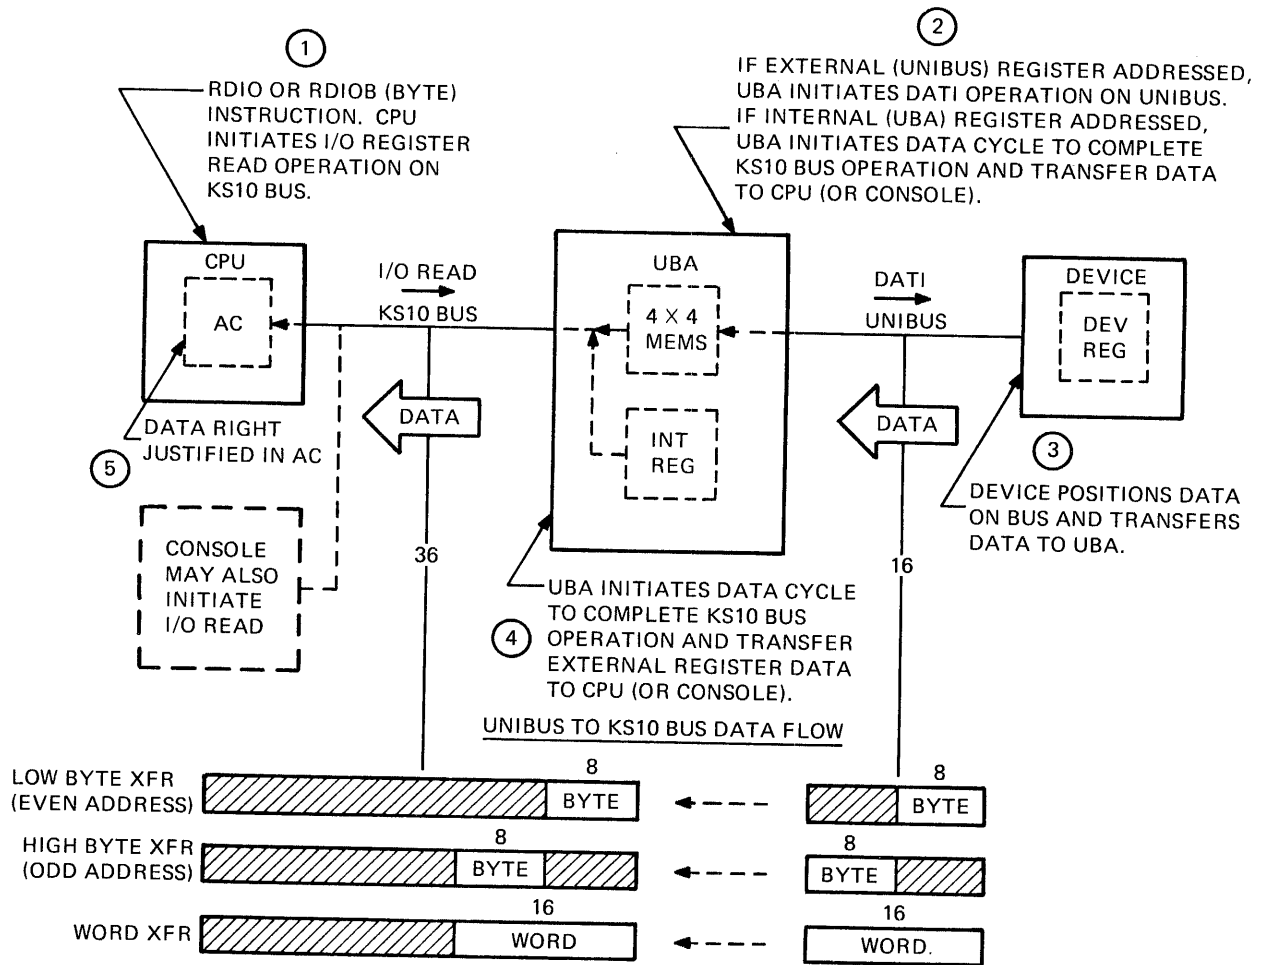 1
RDIO OR RDIOB (BYTE)
INSTRUCTION. CPU
INITIATES I/O REGISTER
READ OPERATION ON
KS10 BUS.
2
IF EXTERNAL (UNIBUS) REGISTER ADDRESSED,
UBA INITIATES DATI OPERATION ON UNIBUS.
IF INTERNAL (UBA) REGISTER ADDRESSED,
UBA INITIATES DATA CYCLE TO COMPLETE
KS10 BUS OPERATION AND TRANSFER DATA
TO CPU (OR CONSOLE).
CPU
AC
I/O READ
KS10 BUS
UBA
4 X 4
MEMS
INT
REG
DATI
UNIBUS
DEVICE
DEV
REG
DATA
DATA
5
DATA RIGHT
JUSTIFIED IN AC
3
DEVICE POSITIONS DATA
ON BUS AND TRANSFERS
DATA TO UBA.
CONSOLE
MAY ALSO
INITIATE
I/O READ
36
16
4
UBA INITIATES DATA CYCLE
TO COMPLETE KS10 BUS
OPERATION AND TRANSFER
EXTERNAL REGISTER DATA
TO CPU (OR CONSOLE).
UNIBUS TO KS10 BUS DATA FLOW
LOW BYTE XFR
(EVEN ADDRESS)
8
BYTE
8
BYTE
HIGH BYTE XFR
(ODD ADDRESS)
8
BYTE
8
BYTE
WORD XFR
16
WORD
16
WORD.